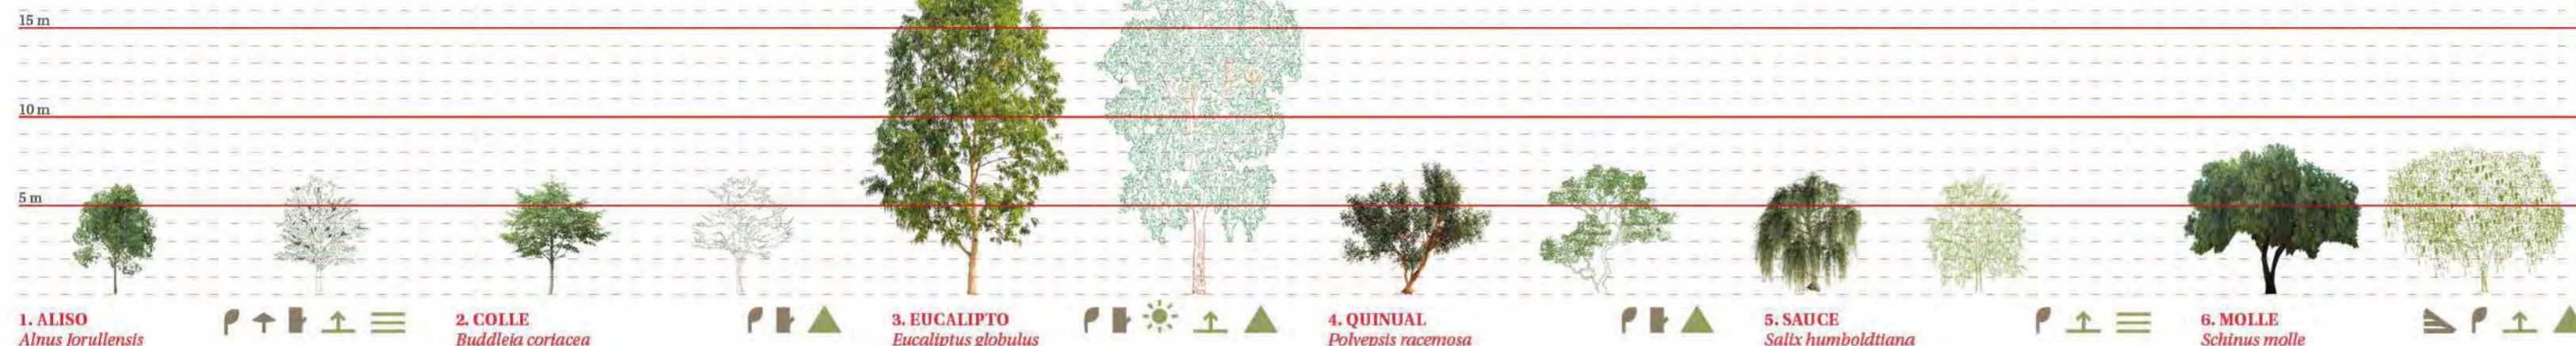 15 m
10 m
5 m
1. ALISO
Alnus Jorullensis
2. COLLE
Buddleja coriacea
3. EUCALIPTO
Eucaliptus globulus
4. QUINUAL
Polyepsis racemosa
5. SAUCE
Salix humboldtiana
6. MOLLE
Schinus molle